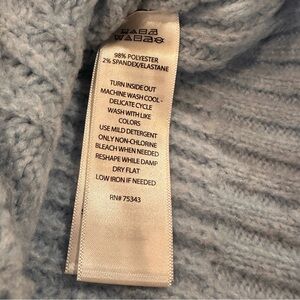 98% POLYESTER
2% SPANDEX/ELASTANE
TURN INSIDE OUT
MACHINE WASH COOL -
DELICATE CYCLE
WASH WITH LIKE
COLORS
USE MILD DETERGENT
ONLY NON-CHLORINE
BLEACH WHEN NEEDED
RESHAPE WHILE DAMP
DRY FLAT
LOW IRON IF NEEDED
RN# 75343